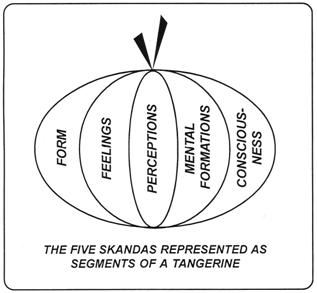 FORM
FEELINGS
PERCEPTIONS
MENTAL
FORMATIONS
CONSCIOUS-
NESS
THE FIVE SKANDAS REPRESENTED AS
SEGMENTS OF A TANGERINE